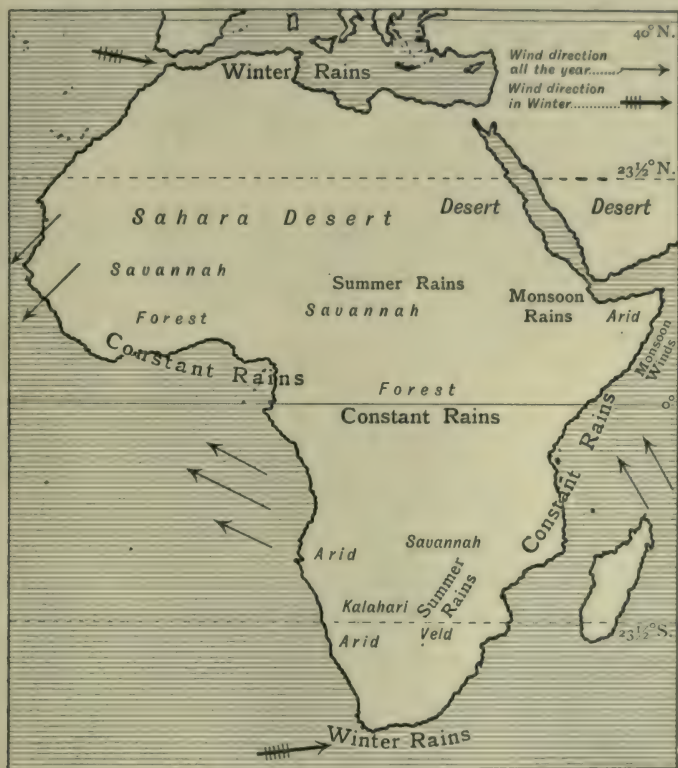 40° N.
Wind direction
all the year......
Wind direction
in Winter............
Winter Rains
23½° N.
Sahara Desert
Desert
Desert
Savannah
Summer Rains
Savannah
Monsoon
Rains
Arid
Forest
Constant Rains
Monsoon
Winds
Forest
0°
Constant Rains
Constant Rains
Arid
Savannah
Summer
Rains
Kalahari
23½° S.
Arid
Veld
Winter Rains